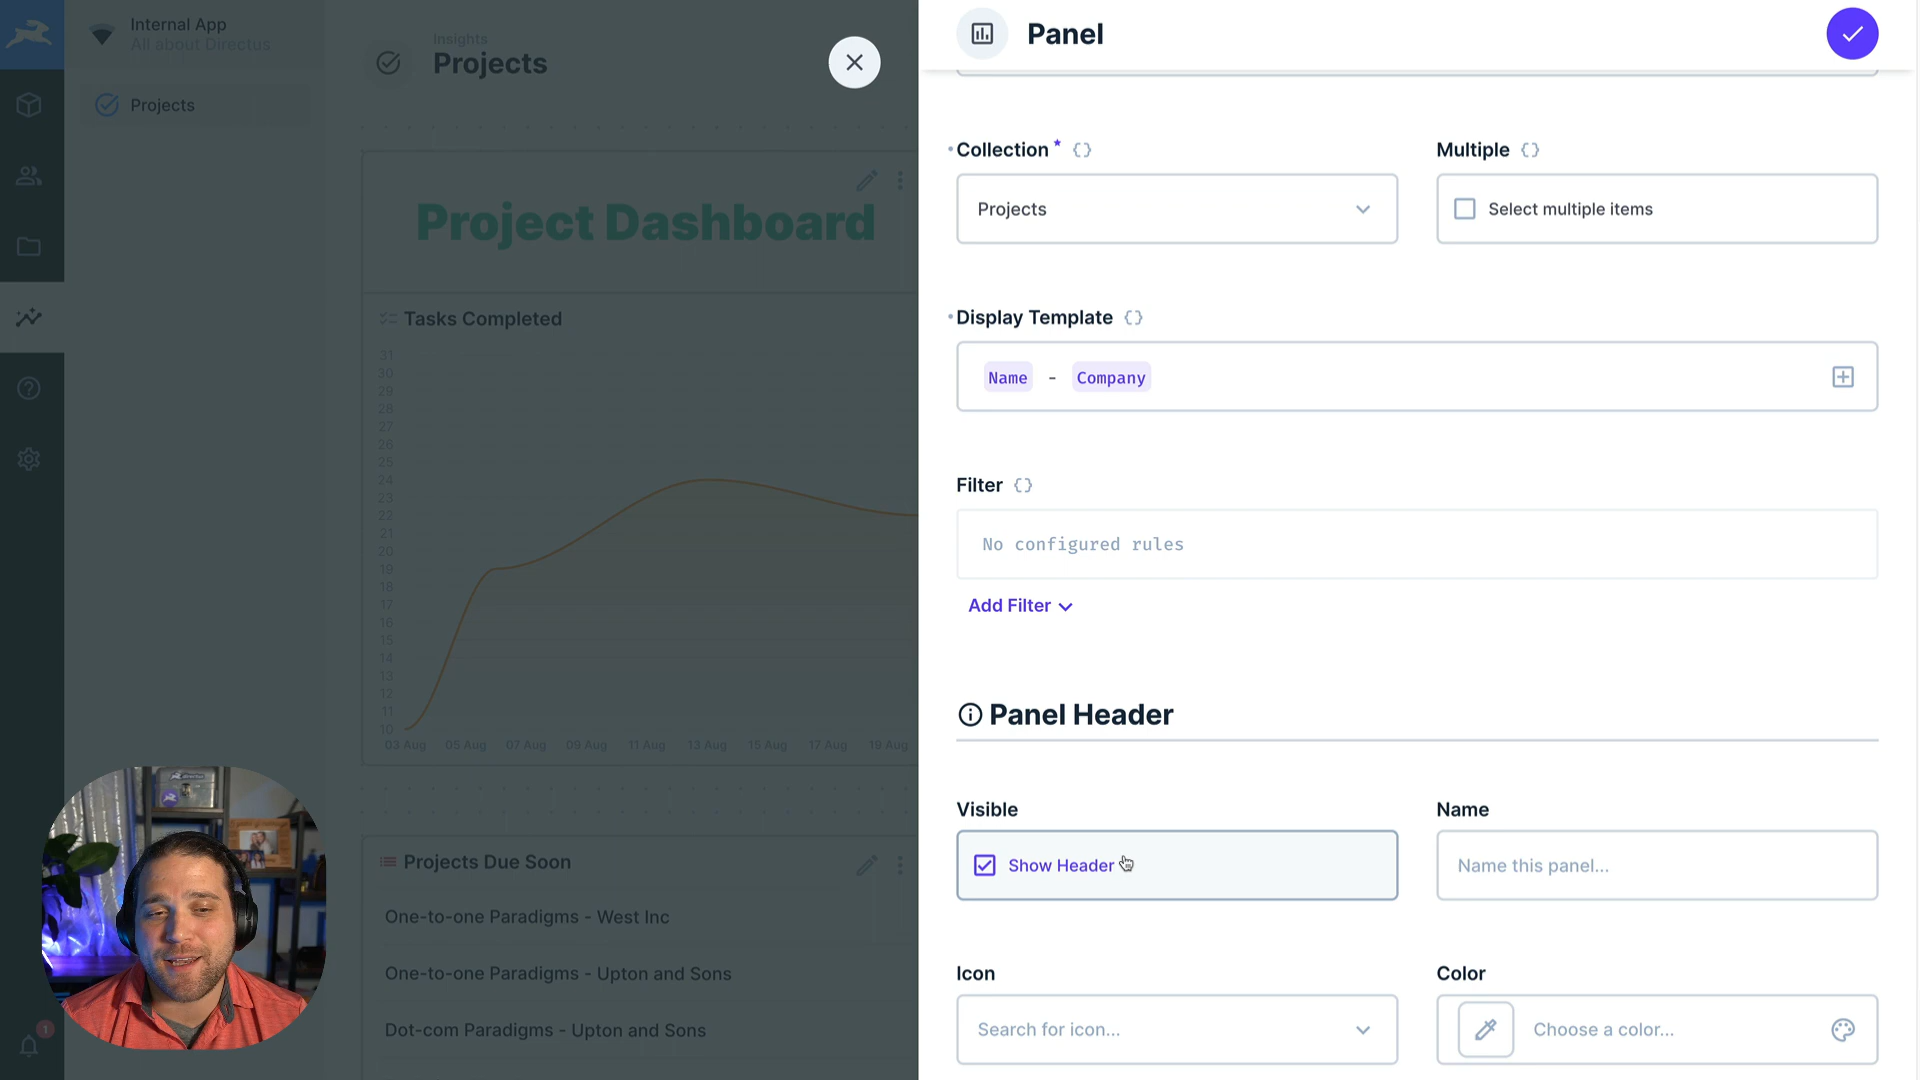 Internal App
All about Directus
Projects
Insights
Projects
Project Dashboard
Tasks Completed
31
30
29
28
27
26
25
24
23
22
21
20
19
18
17
16
15
14
13
12
11
10
03 Aug 05 Aug 07 Aug 09 Aug 11 Aug 13 Aug 15 Aug 17 Aug 19 Aug
Projects Due Soon
One-to-one Paradigms - West Inc
One-to-one Paradigms - Upton and Sons
Dot-com Paradigms - Upton and Sons
1
directus
Panel
Collection * {}
Multiple {}
Projects
Select multiple items
Display Template {}
Name - Company
Filter {}
No configured rules
Add Filter
Panel Header
Visible
Name
Show Header
Name this panel...
Icon
Color
Search for icon...
Choose a color...